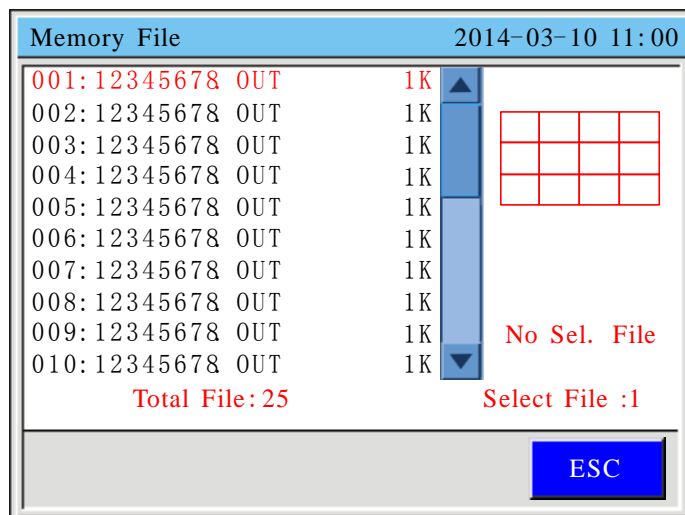 Memory File 2014-03-10 11:00
001:12345678. OUT 1K
002:12345678. OUT 1K
003:12345678. OUT 1K
004:12345678. OUT 1K
005:12345678. OUT 1K
006:12345678. OUT 1K
007:12345678. OUT 1K
008:12345678. OUT 1K
009:12345678. OUT 1K
010:12345678. OUT 1K
No Sel. File
Total File:25 Select File :1
ESC